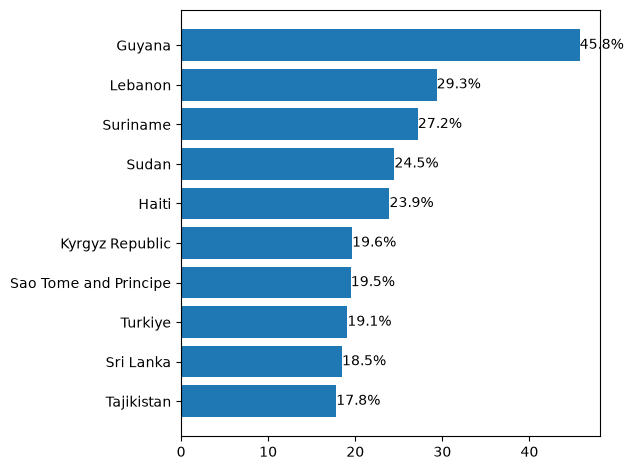 Guyana 45.8%
Lebanon 29.3%
Suriname 27.2%
Sudan 24.5%
Haiti 23.9%
Kyrgyz Republic 19.6%
Sao Tome and Principe 19.5%
Turkiye 19.1%
Sri Lanka 18.5%
Tajikistan 17.8%
0 10 20 30 40